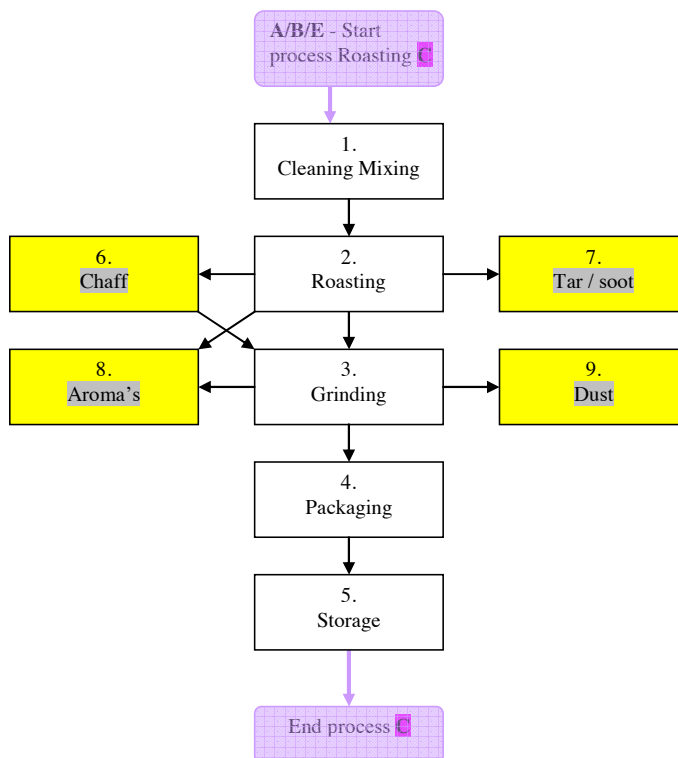 A/B/E - Start
process Roasting C
1.
Cleaning Mixing
6.
Chaff
2.
Roasting
7.
Tar / soot
8.
Aroma's
3.
Grinding
9.
Dust
4.
Packaging
5.
Storage
End process C